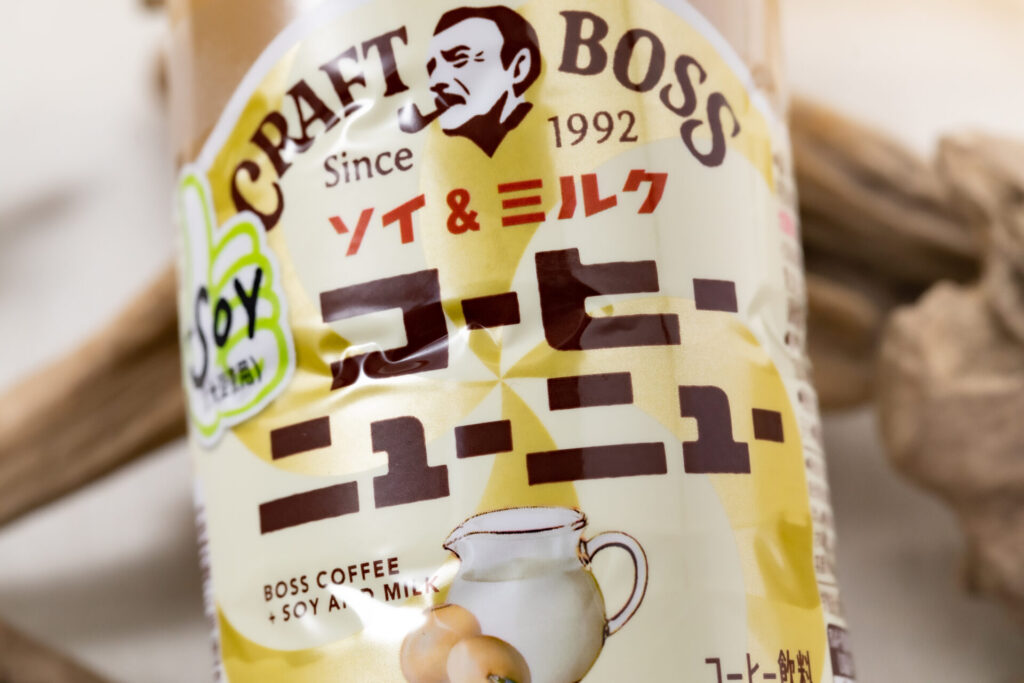 CRAFT BOSS
Since 1992
ソイ & ミルク
コーヒー
ニューニュー
Soy
BOSS COFFEE
+ SOY AND MILK
コーヒー飲料